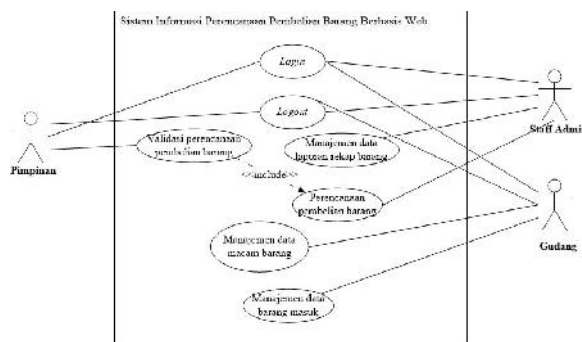 Sistem Informasi Perencanaan Pembelian Barang Berbasis Web
Login
Logout
Validasi perencanaan
pembelian barang
Manajemen data
laporan rekap barang
<<include>>
Perencanaan
pembelian barang
Manajemen data
macam barang
Manajemen data
barang masuk
Pimpinan
Staff Admi
Gudang